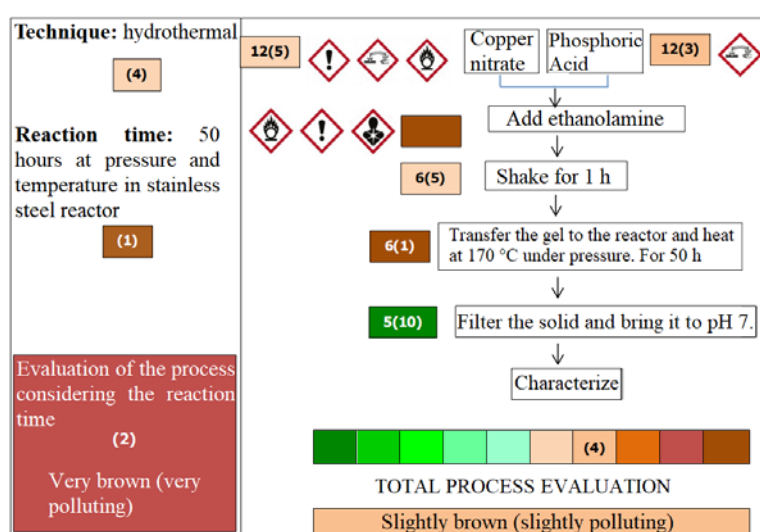 Technique: hydrothermal
(4)
Reaction time: 50
hours at pressure and
temperature in stainless
steel reactor
(1)
Evaluation of the process
considering the reaction
time
(2)
Very brown (very
polluting)
12(5)
Copper
nitrate
Phosphoric
Acid
12(3)
Add ethanolamine
6(5)
Shake for 1 h
6(1)
Transfer the gel to the reactor and heat
at 170 °C under pressure. For 50 h
5(10)
Filter the solid and bring it to pH 7.
Characterize
(4)
TOTAL PROCESS EVALUATION
Slightly brown (slightly polluting)